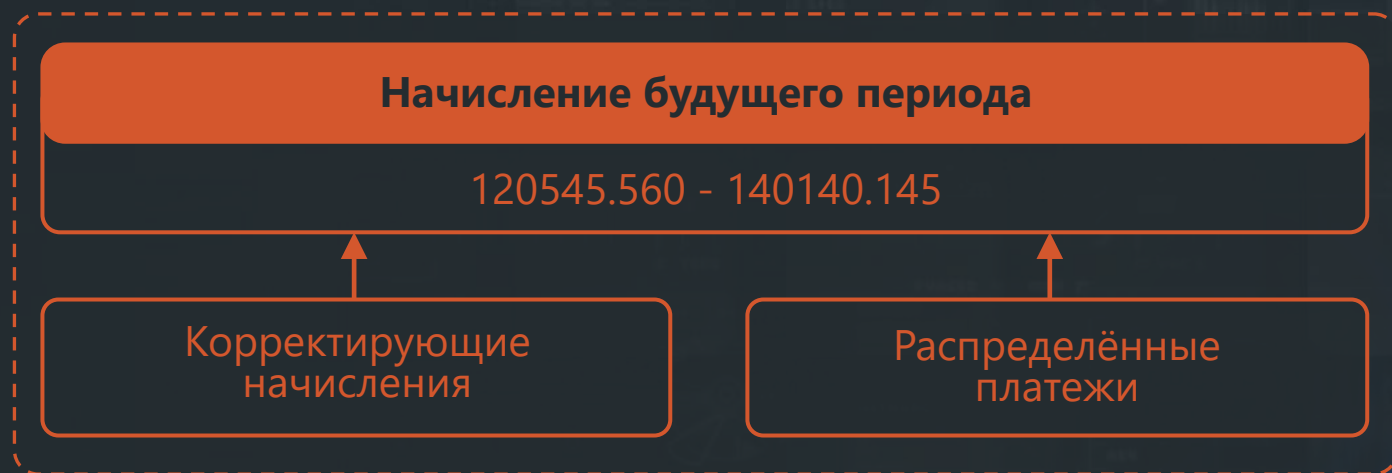 Начисление будущего периода
120545.560 - 140140.145
Корректирующие
начисления
Распределённые
платежи